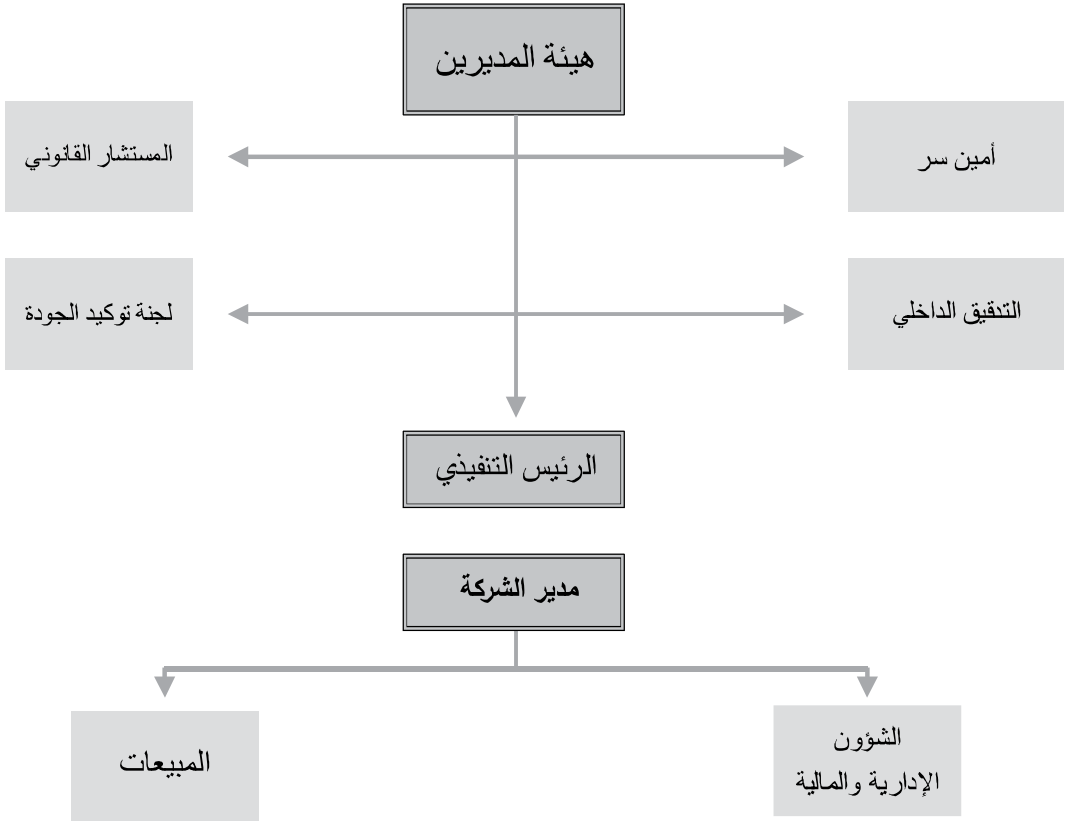 هيئة المديرين
أمين سر
المستشار القانوني
التدقيق الداخلي
لجنة توكيد الجودة
الرئيس التنفيذي
مدير الشركة
الشؤون
الإدارية والمالية
المبيعات